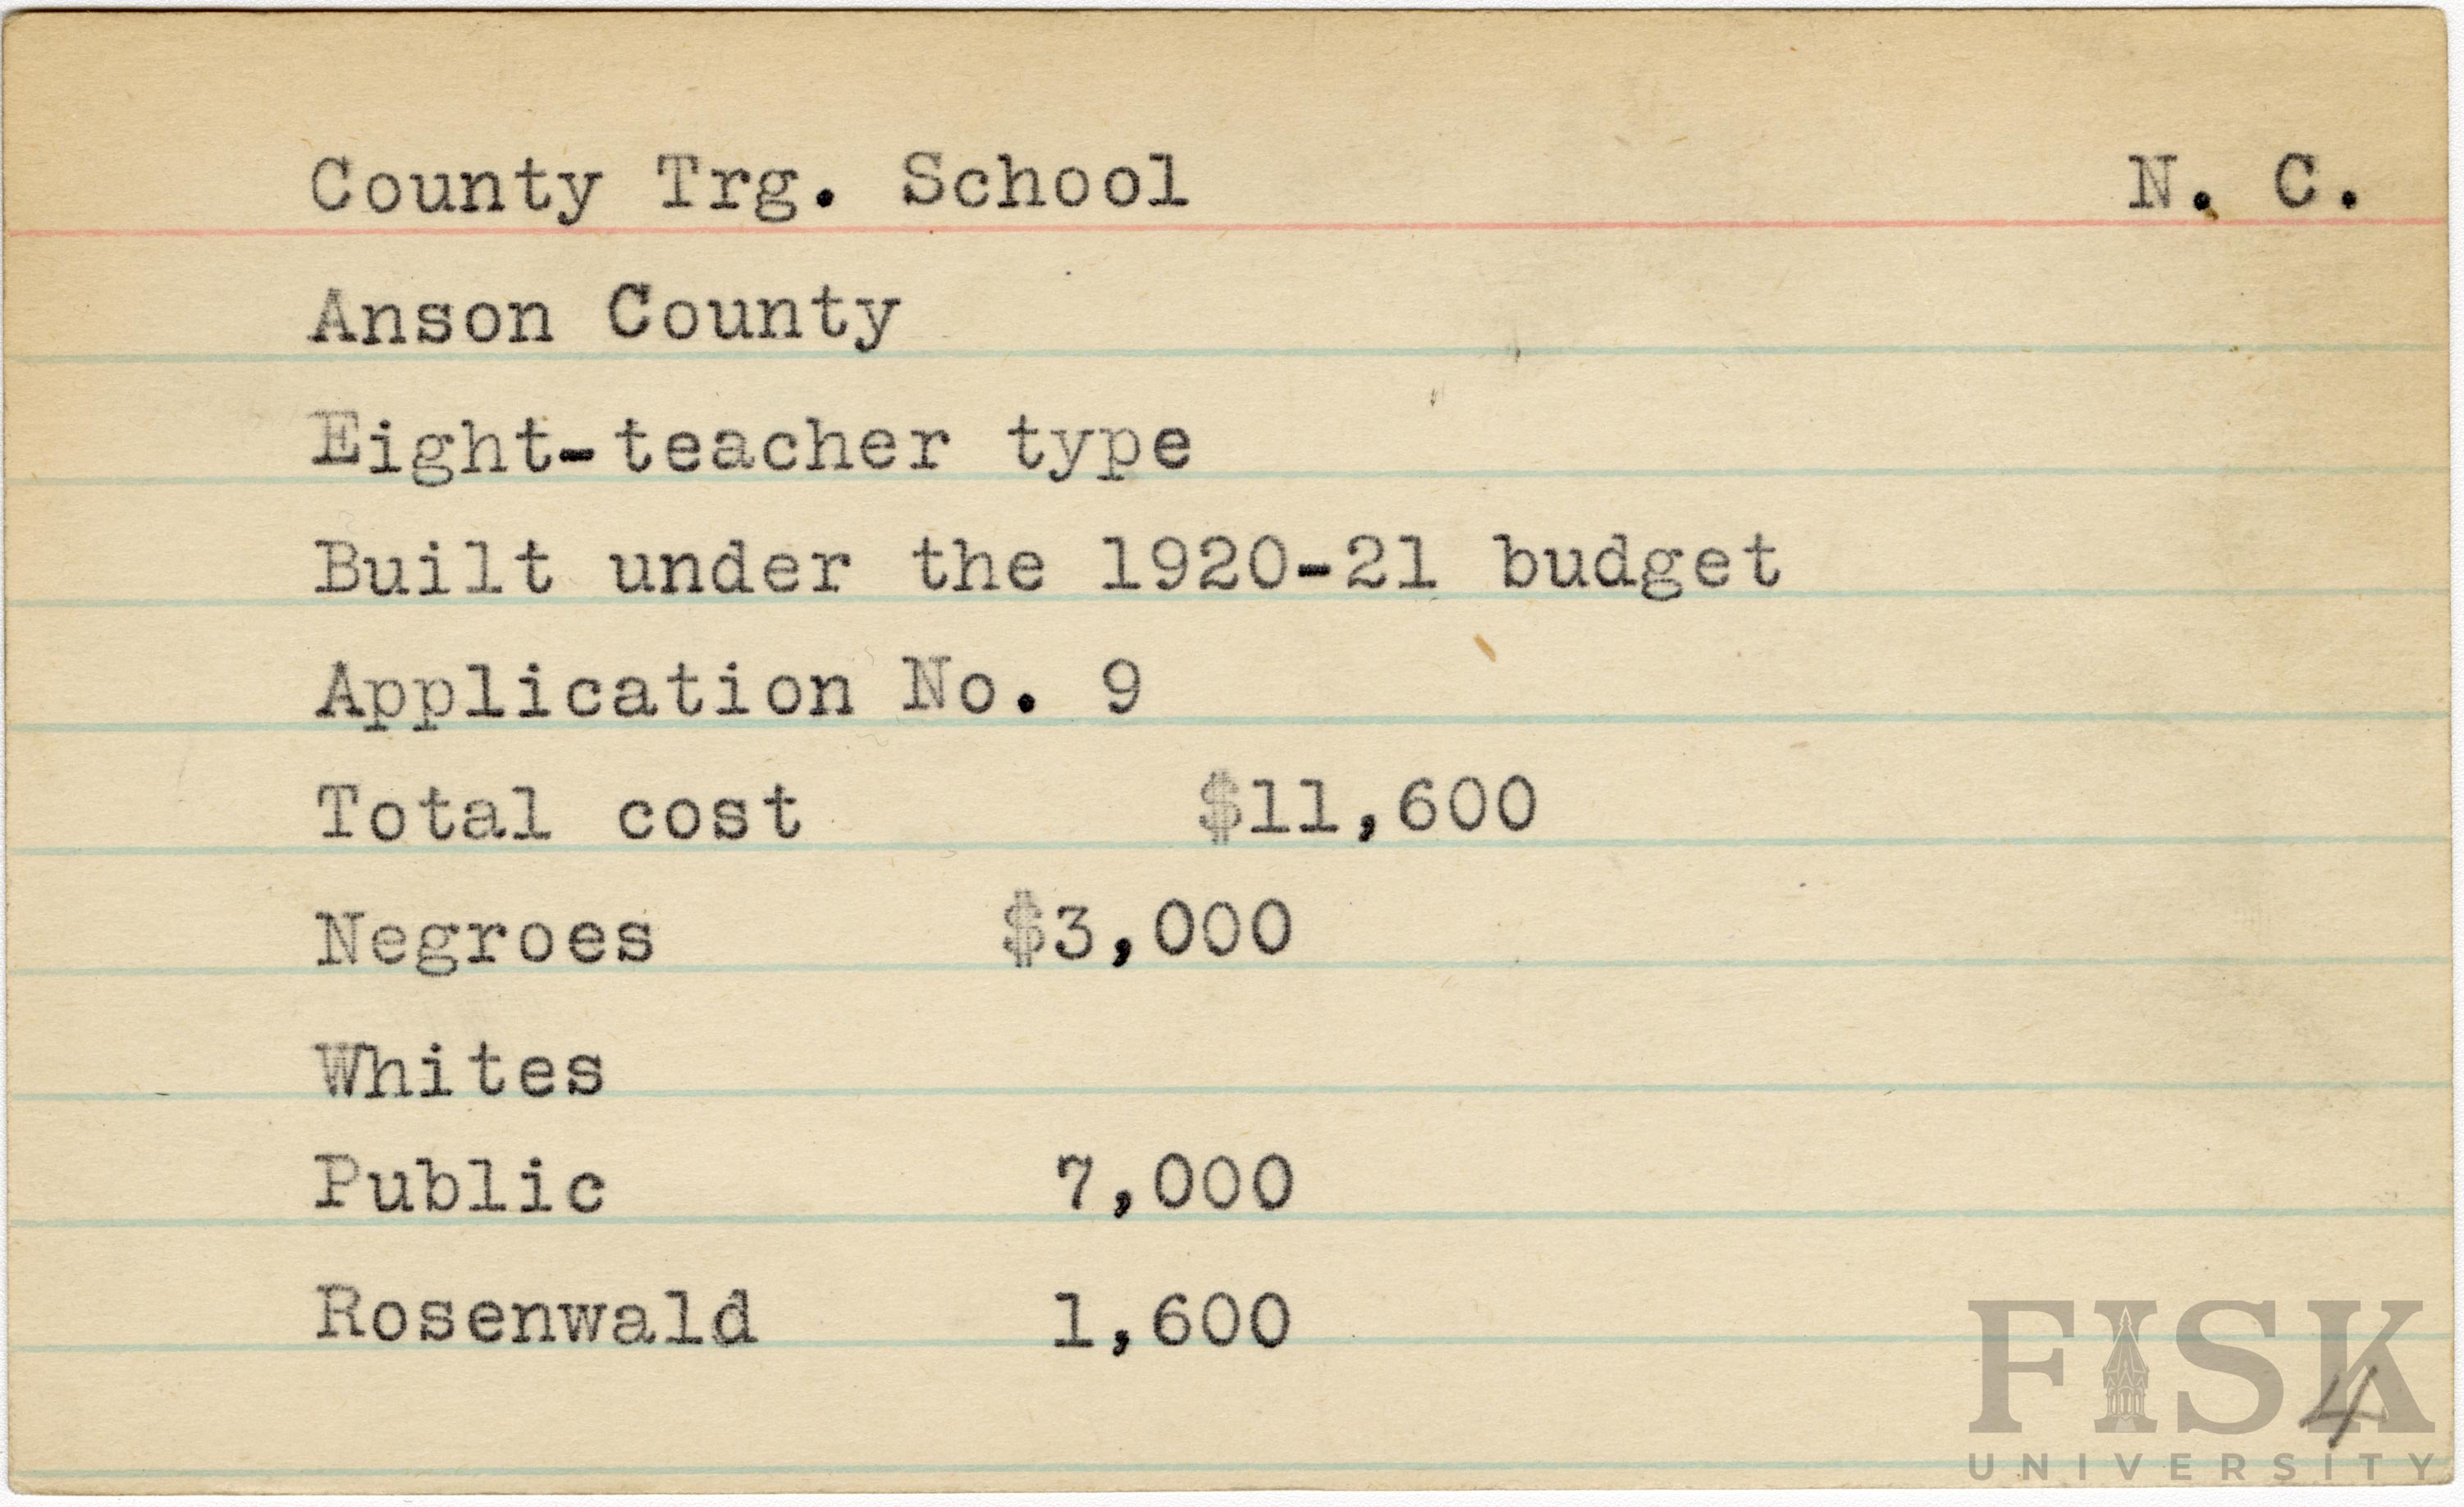 County Trg. School N. C.
Anson County
Eight-teacher type
Built under the 1920-21 budget
Application No. 9
Total cost $11,600
Negroes $3,000
Whites
Public 7,000
Rosenwald 1,600
FISK
4
UNIVERSITY